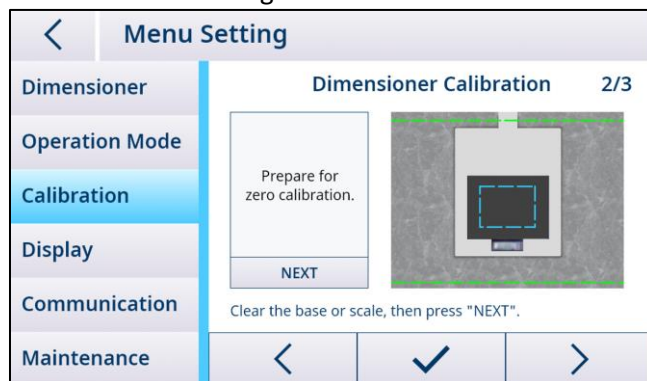 Menu Setting
Dimensioner
Operation Mode
Calibration
Display
Communication
Maintenance
Dimensioner Calibration 2/3
Prepare for
zero calibration.
NEXT
Clear the base or scale, then press "NEXT".